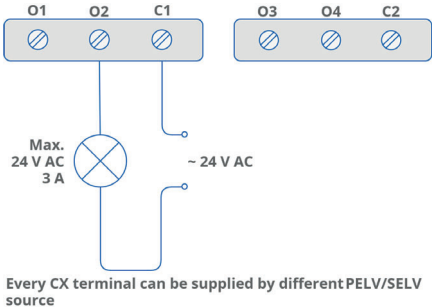 O1 O2 C1 O3 O4 C2
Max.
24 V AC
3 A
~ 24 V AC
Every CX terminal can be supplied by different PELV/SELV
source